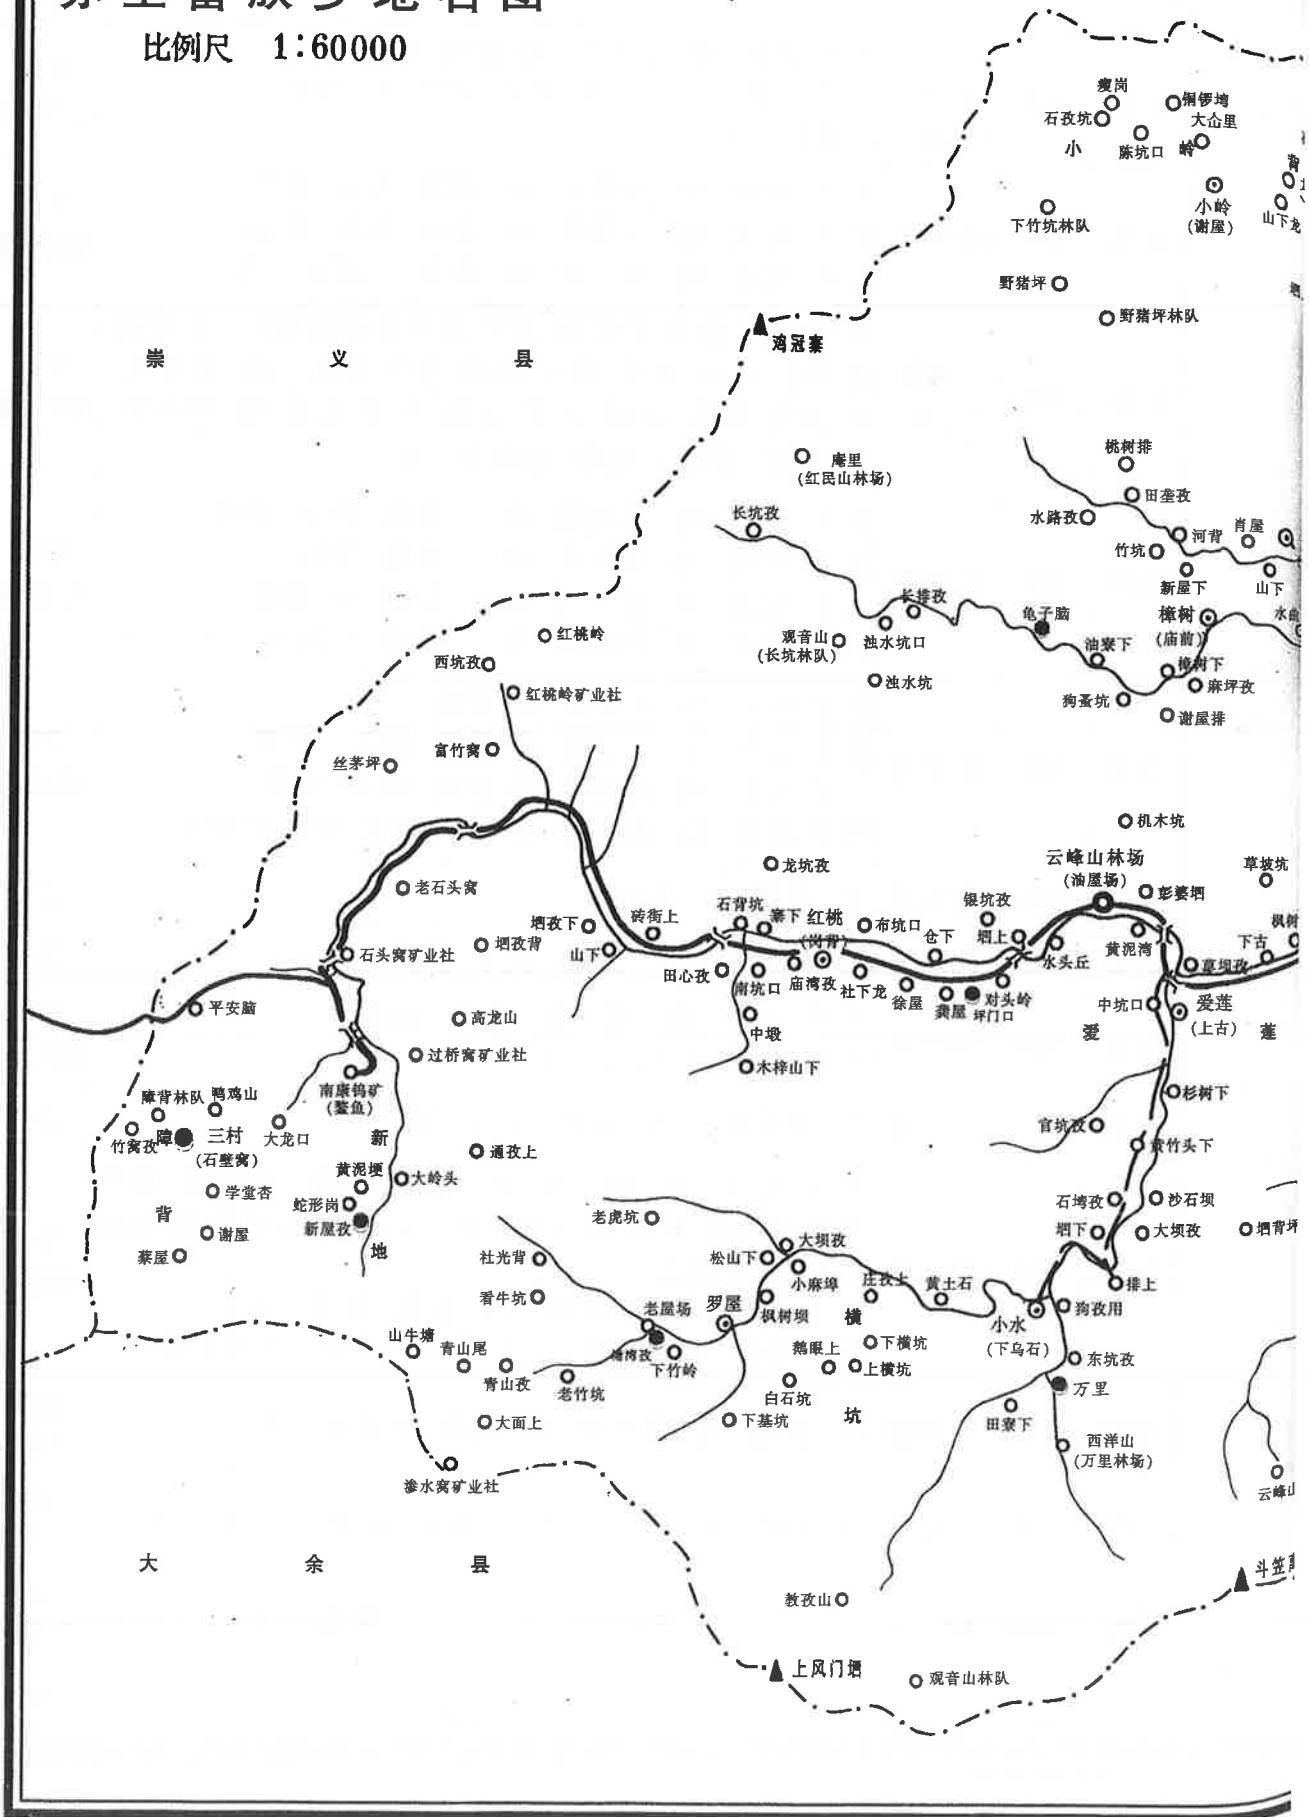 比例尺 1:60000
瘦岗
铜锣塆
石孜坑
大仚里
小
陈坑口
岭
小岭
(谢屋)
下竹坑林队
山下龙
野猪坪
野猪坪林队
鸿冠寨
崇 义 县
桃树排
庵里
(红民山林场)
田垄孜
长坑孜
水路孜
河背
肖屋
竹坑
新屋下
山下
长排孜
龟子脑
樟树
(庙前)
红桃岭
观音山
(长坑林队)
浊水坑口
油寮下
樟树下
西坑孜
浊水坑
麻坪孜
红桃岭矿业社
狗蚤坑
谢屋排
富竹窝
丝茅坪
机木坑
云峰山林场
(油屋场)
龙坑孜
草坡坑
老石头窝
彭婆垇
银坑孜
石背坑
寨下
红桃
(岗背)
布坑口
枫树
垇孜下
砖街上
仓下
垇上
黄泥湾
下古
垇孜背
山下
水头丘
石头窝矿业社
田心孜
南坑口
庙湾孜
社下龙
徐屋
龚屋
对头岭
坪门口
草坝孜
平安脑
高龙山
中塅
中坑口
爱莲
(上古)
爱
莲
过桥窝矿业社
木梓山下
南康钨矿
(鳌鱼)
障背林队
鸭鸡山
杉树下
竹窝孜
障
三村
(石壁窝)
大龙口
新
官坑孜
通孜上
黄竹头下
黄泥埂
大岭头
学堂杏
蛇形岗
石塆孜
沙石坝
背
新屋孜
老虎坑
谢屋
垇下
大坝孜
垇背坪
蔡屋
地
社光背
松山下
大坝孜
小麻埠
庄孜上
黄土石
排上
看牛坑
老屋场
罗屋
枫树坝
横
狗孜用
小水
(下乌石)
山牛塘
青山尾
下竹岭
鹅眼上
下横坑
东坑孜
青山孜
老竹坑
上横坑
白石坑
万里
大面上
下基坑
坑
田寮下
西洋山
(万里林场)
渗水窝矿业社
云峰山
大 余 县
斗笠
教孜山
上风门垇
观音山林队